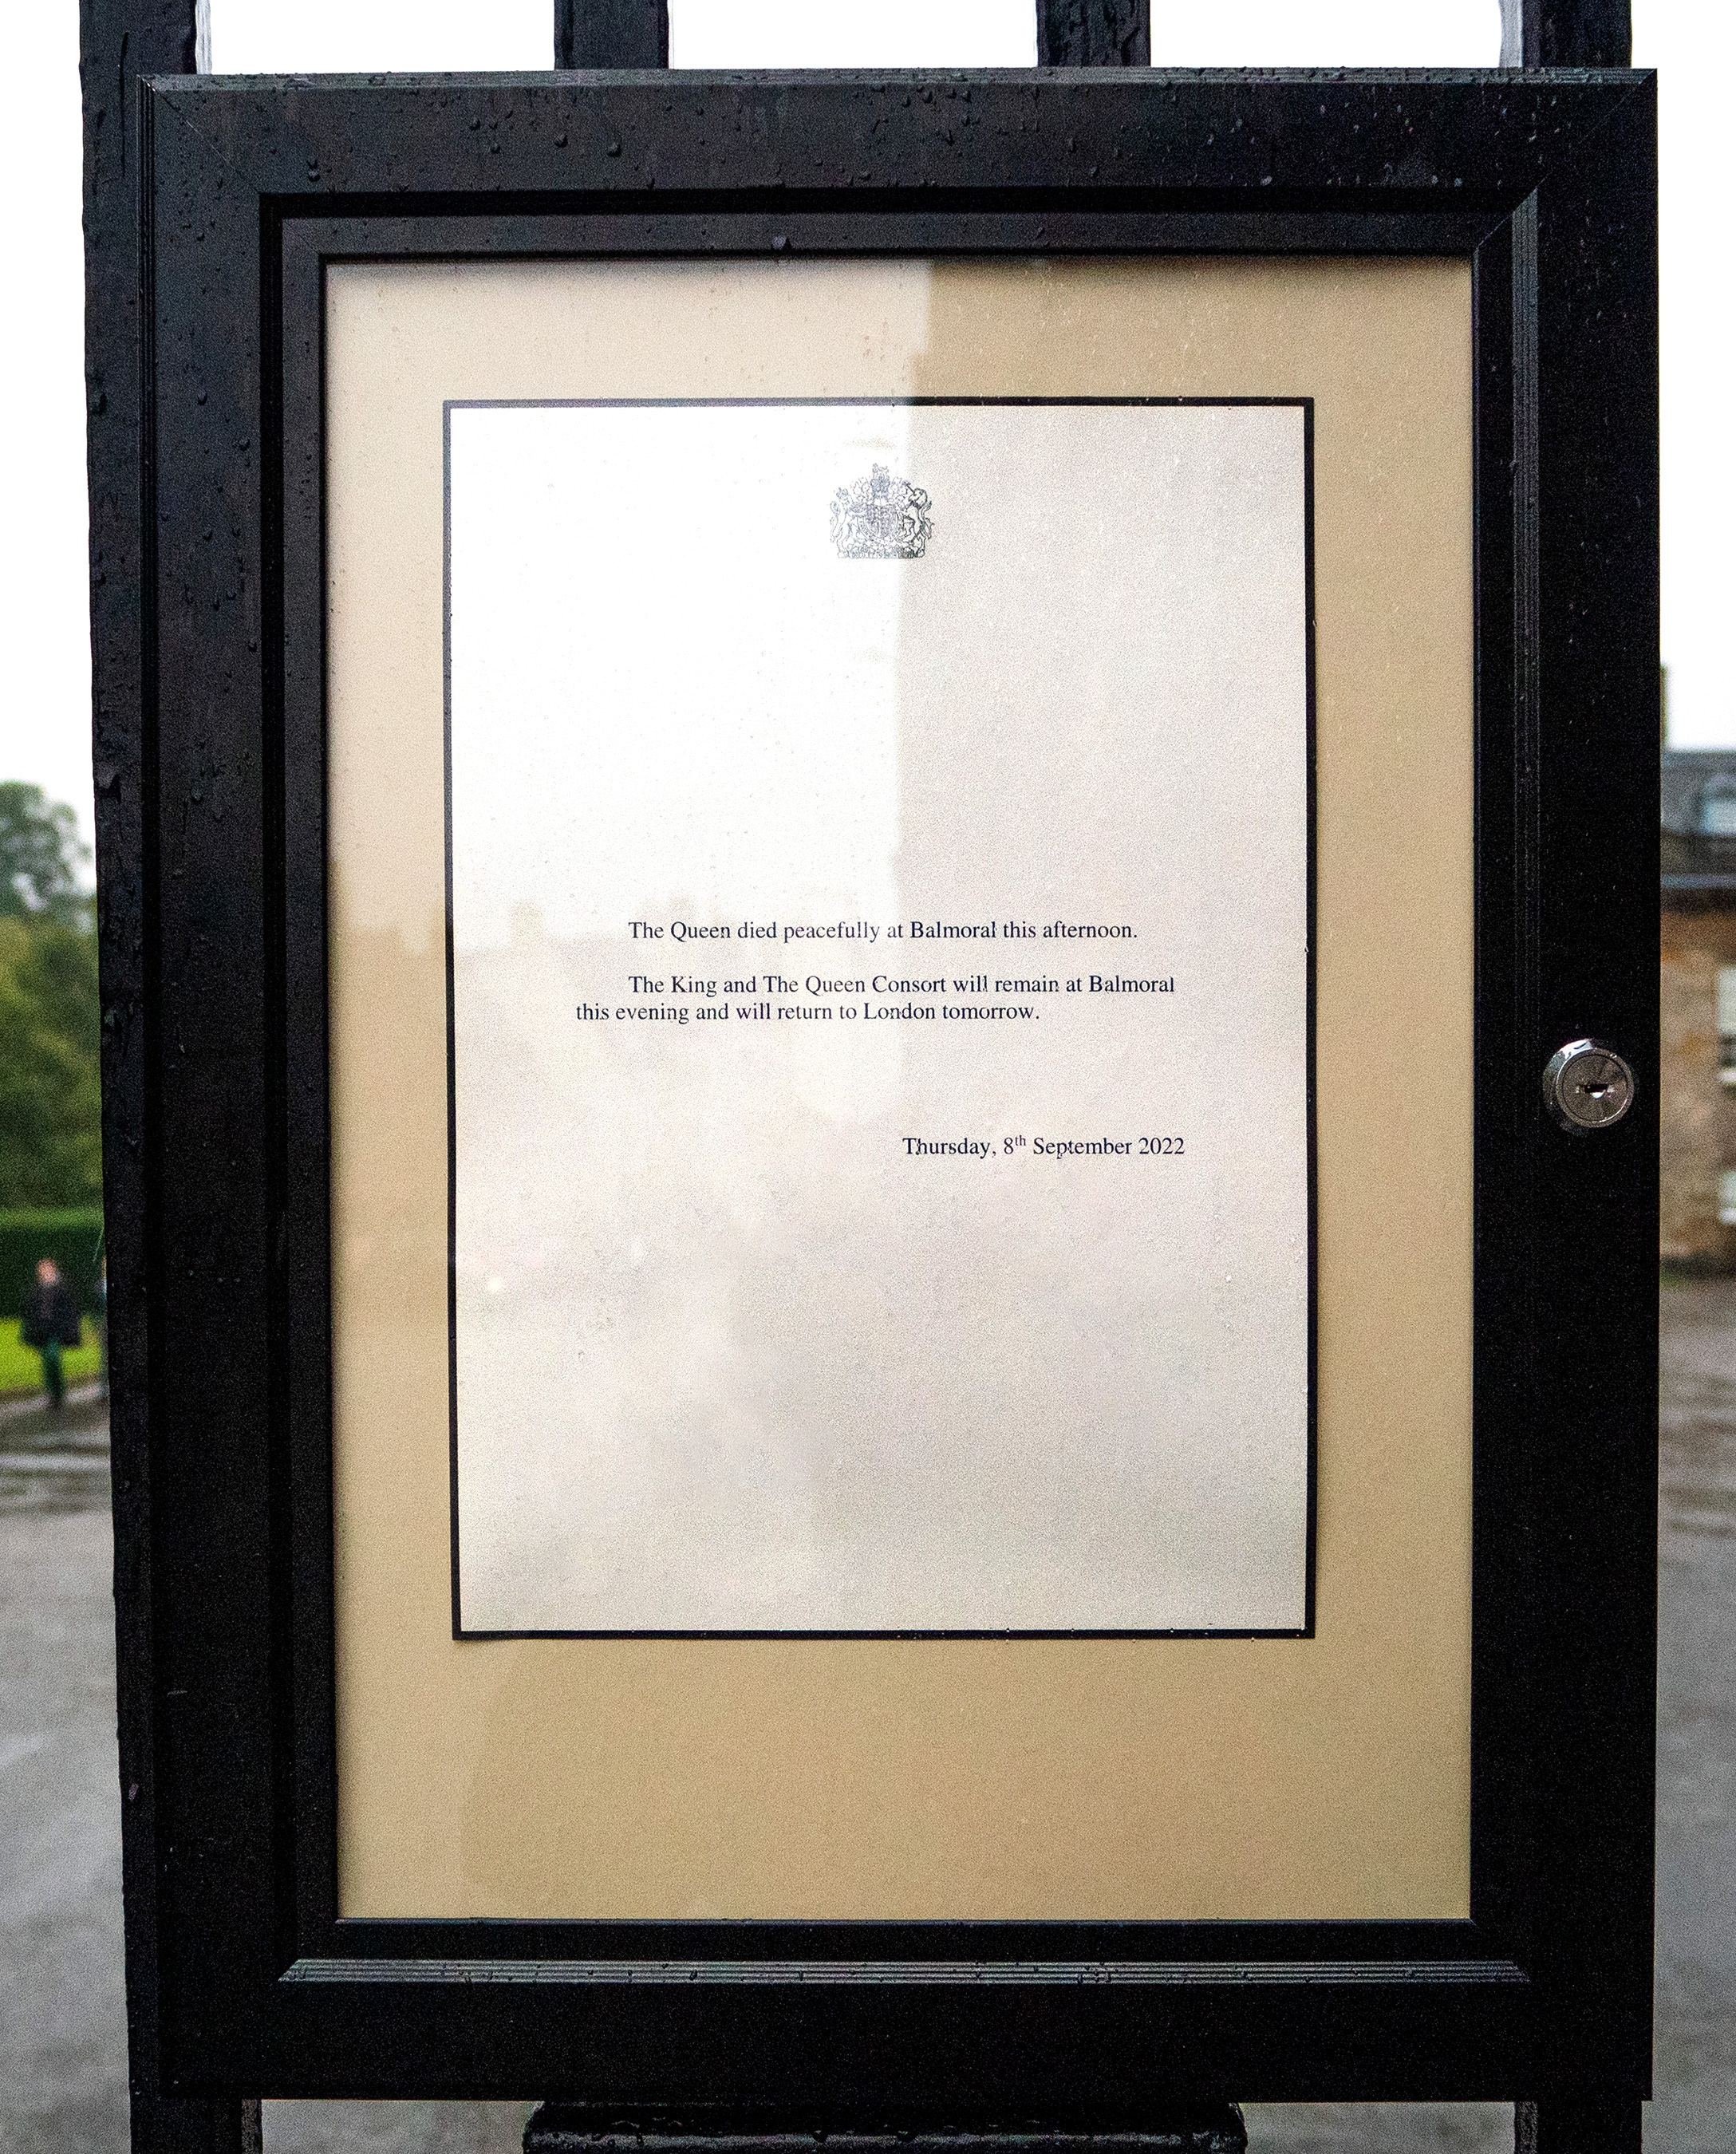 The Queen died peacefully at Balmoral this afternoon.
The King and The Queen Consort will remain at Balmoral
this evening and will return to London tomorrow.
Thursday, 8th September 2022